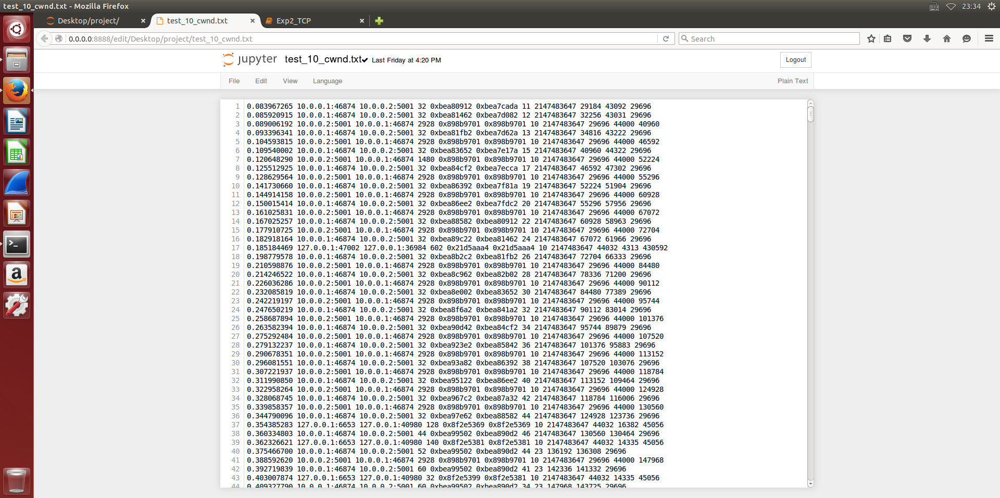 test_10_cwnd.txt - Mozilla Firefox
23:34
Desktop/project/
test_10_cwnd.txt
Exp2_TCP
0.0.0.0:8888/edit/Desktop/project/test_10_cwnd.txt
Search
jupyter test_10_cwnd.txt Last Friday at 4:20 PM
Logout
File Edit View Language
Plain Text
1 0.083967265 10.0.0.1:46874 10.0.0.2:5001 32 0xbea80912 0xbea7cada 11 2147483647 29184 43092 29696
2 0.085920915 10.0.0.1:46874 10.0.0.2:5001 32 0xbea81462 0xbea7d082 12 2147483647 32256 43031 29696
3 0.089006192 10.0.0.2:5001 10.0.0.1:46874 2928 0x898b9701 0x898b9701 10 2147483647 29696 44000 40960
4 0.093396341 10.0.0.1:46874 10.0.0.2:5001 32 0xbea81fb2 0xbea7d62a 13 2147483647 34816 43222 29696
5 0.104593815 10.0.0.2:5001 10.0.0.1:46874 2928 0x898b9701 0x898b9701 10 2147483647 29696 44000 46592
6 0.109540002 10.0.0.1:46874 10.0.0.2:5001 32 0xbea83652 0xbea7e17a 15 2147483647 40960 44322 29696
7 0.120648290 10.0.0.2:5001 10.0.0.1:46874 1480 0x898b9701 0x898b9701 10 2147483647 29696 44000 52224
8 0.125512925 10.0.0.1:46874 10.0.0.2:5001 32 0xbea84cf2 0xbea7ecca 17 2147483647 46592 47302 29696
9 0.128629564 10.0.0.2:5001 10.0.0.1:46874 2928 0x898b9701 0x898b9701 10 2147483647 29696 44000 55296
10 0.141730660 10.0.0.1:46874 10.0.0.2:5001 32 0xbea86392 0xbea7f81a 19 2147483647 52224 51904 29696
11 0.144914158 10.0.0.2:5001 10.0.0.1:46874 2928 0x898b9701 0x898b9701 10 2147483647 29696 44000 60928
12 0.150015414 10.0.0.1:46874 10.0.0.2:5001 32 0xbea86ee2 0xbea7fdc2 20 2147483647 55296 57956 29696
13 0.161025831 10.0.0.2:5001 10.0.0.1:46874 2928 0x898b9701 0x898b9701 10 2147483647 29696 44000 67072
14 0.167025257 10.0.0.1:46874 10.0.0.2:5001 32 0xbea88582 0xbea80912 22 2147483647 60928 58963 29696
15 0.177910725 10.0.0.2:5001 10.0.0.1:46874 2928 0x898b9701 0x898b9701 10 2147483647 29696 44000 72704
16 0.182918164 10.0.0.1:46874 10.0.0.2:5001 32 0xbea89c22 0xbea81462 24 2147483647 67072 61966 29696
17 0.185184469 127.0.0.1:47002 127.0.0.1:36984 602 0x21d5aaa4 0x21d5aaa4 10 2147483647 44032 4313 430592
18 0.198779578 10.0.0.1:46874 10.0.0.2:5001 32 0xbea8b2c2 0xbea81fb2 26 2147483647 72704 66333 29696
19 0.210598876 10.0.0.2:5001 10.0.0.1:46874 2928 0x898b9701 0x898b9701 10 2147483647 29696 44000 84480
20 0.214246522 10.0.0.1:46874 10.0.0.2:5001 32 0xbea8c962 0xbea82b02 28 2147483647 78336 71200 29696
21 0.226036286 10.0.0.2:5001 10.0.0.1:46874 2928 0x898b9701 0x898b9701 10 2147483647 29696 44000 90112
22 0.232085819 10.0.0.1:46874 10.0.0.2:5001 32 0xbea8e002 0xbea83652 30 2147483647 84480 77389 29696
23 0.242219197 10.0.0.2:5001 10.0.0.1:46874 2928 0x898b9701 0x898b9701 10 2147483647 29696 44000 95744
24 0.247650219 10.0.0.1:46874 10.0.0.2:5001 32 0xbea8f6a2 0xbea841a2 32 2147483647 90112 83014 29696
25 0.258687894 10.0.0.2:5001 10.0.0.1:46874 2928 0x898b9701 0x898b9701 10 2147483647 29696 44000 101376
26 0.263582394 10.0.0.1:46874 10.0.0.2:5001 32 0xbea90d42 0xbea84cf2 34 2147483647 95744 89879 29696
27 0.275292484 10.0.0.2:5001 10.0.0.1:46874 2928 0x898b9701 0x898b9701 10 2147483647 29696 44000 107520
28 0.279132237 10.0.0.1:46874 10.0.0.2:5001 32 0xbea923e2 0xbea85842 36 2147483647 101376 95883 29696
29 0.290678351 10.0.0.2:5001 10.0.0.1:46874 2928 0x898b9701 0x898b9701 10 2147483647 29696 44000 113152
30 0.296081551 10.0.0.1:46874 10.0.0.2:5001 32 0xbea93a82 0xbea86392 38 2147483647 107520 103076 29696
31 0.307221937 10.0.0.2:5001 10.0.0.1:46874 2928 0x898b9701 0x898b9701 10 2147483647 29696 44000 118784
32 0.311990850 10.0.0.1:46874 10.0.0.2:5001 32 0xbea95122 0xbea86ee2 40 2147483647 113152 109464 29696
33 0.322958264 10.0.0.2:5001 10.0.0.1:46874 2928 0x898b9701 0x898b9701 10 2147483647 29696 44000 124928
34 0.328068745 10.0.0.1:46874 10.0.0.2:5001 32 0xbea967c2 0xbea87a32 42 2147483647 118784 116006 29696
35 0.339858357 10.0.0.2:5001 10.0.0.1:46874 2928 0x898b9701 0x898b9701 10 2147483647 29696 44000 130560
36 0.344790096 10.0.0.1:46874 10.0.0.2:5001 32 0xbea97e62 0xbea88582 44 2147483647 124928 123736 29696
37 0.354385283 127.0.0.1:6653 127.0.0.1:40980 128 0x8f2e5369 0x8f2e5369 10 2147483647 44032 16382 45056
38 0.360334803 10.0.0.1:46874 10.0.0.2:5001 44 0xbea99502 0xbea890d2 46 2147483647 130560 130464 29696
39 0.362326621 127.0.0.1:6653 127.0.0.1:40980 140 0x8f2e5381 0x8f2e5381 10 2147483647 44032 14335 45056
40 0.375466700 10.0.0.1:46874 10.0.0.2:5001 52 0xbea99502 0xbea890d2 44 23 136192 136308 29696
41 0.388592620 10.0.0.2:5001 10.0.0.1:46874 2928 0x898b9701 0x898b9701 10 2147483647 29696 44000 147968
42 0.392719839 10.0.0.1:46874 10.0.0.2:5001 60 0xbea99502 0xbea890d2 41 23 142336 141332 29696
43 0.403007874 127.0.0.1:6653 127.0.0.1:40980 32 0x8f2e5399 0x8f2e5381 10 2147483647 44032 14335 45056
44 0.409327790 10.0.0.1:46874 10.0.0.2:5001 60 0xbea99502 0xbea890d2 34 23 147968 143725 29696